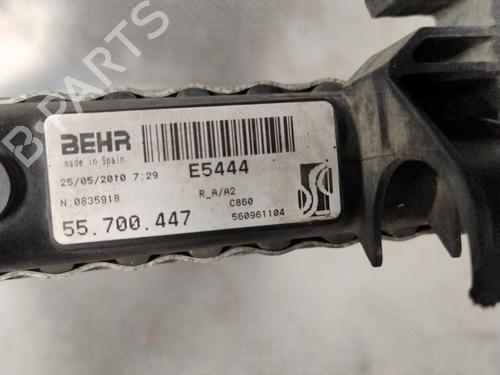 B-PARTS
BEHR
made in Spain
E5444
25/05/2010 7:29
N:0835918
R_A/A2
C860
55.700.447
560961104